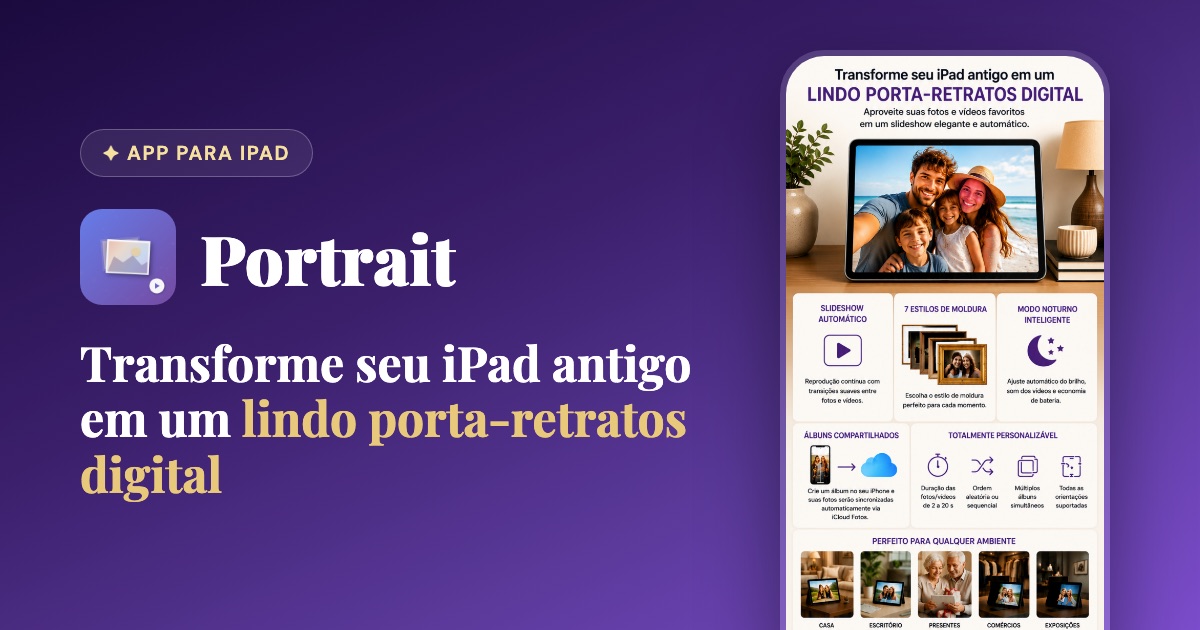 ✦ APP PARA IPAD
Portrait
Transforme seu iPad antigo
em um lindo porta-retratos
digital
Transforme seu iPad antigo em um
LINDO PORTA-RETRATOS DIGITAL
Aproveite suas fotos e vídeos favoritos
em um slideshow elegante e automático.
SLIDESHOW
AUTOMÁTICO
Reprodução contínua com
transições suaves entre
fotos e vídeos.
7 ESTILOS DE MOLDURA
Escolha o estilo de moldura
perfeito para cada momento.
MODO NOTURNO
INTELIGENTE
Ajuste automático do brilho,
som dos vídeos e economia
de bateria.
ÁLBUNS COMPARTILHADOS
Crie um álbum no seu iPhone e
suas fotos serão sincronizadas
automaticamente via
iCloud Fotos.
TOTALMENTE PERSONALIZÁVEL
Duração das
fotos/vídeos
de 2 a 20 s
Ordem
aleatória ou
sequencial
Múltiplos
álbuns
simultâneos
Todas as
orientações
suportadas
PERFEITO PARA QUALQUER AMBIENTE
CASA
ESCRITÓRIO
PRESENTES
COMÉRCIOS
EXPOSIÇÕES